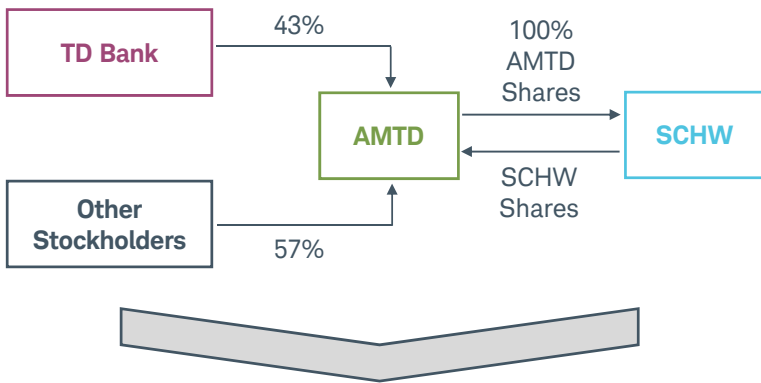 TD Bank
43%
100%
AMTD
Shares
AMTD
SCHW
SCHW
Shares
Other
Stockholders
57%